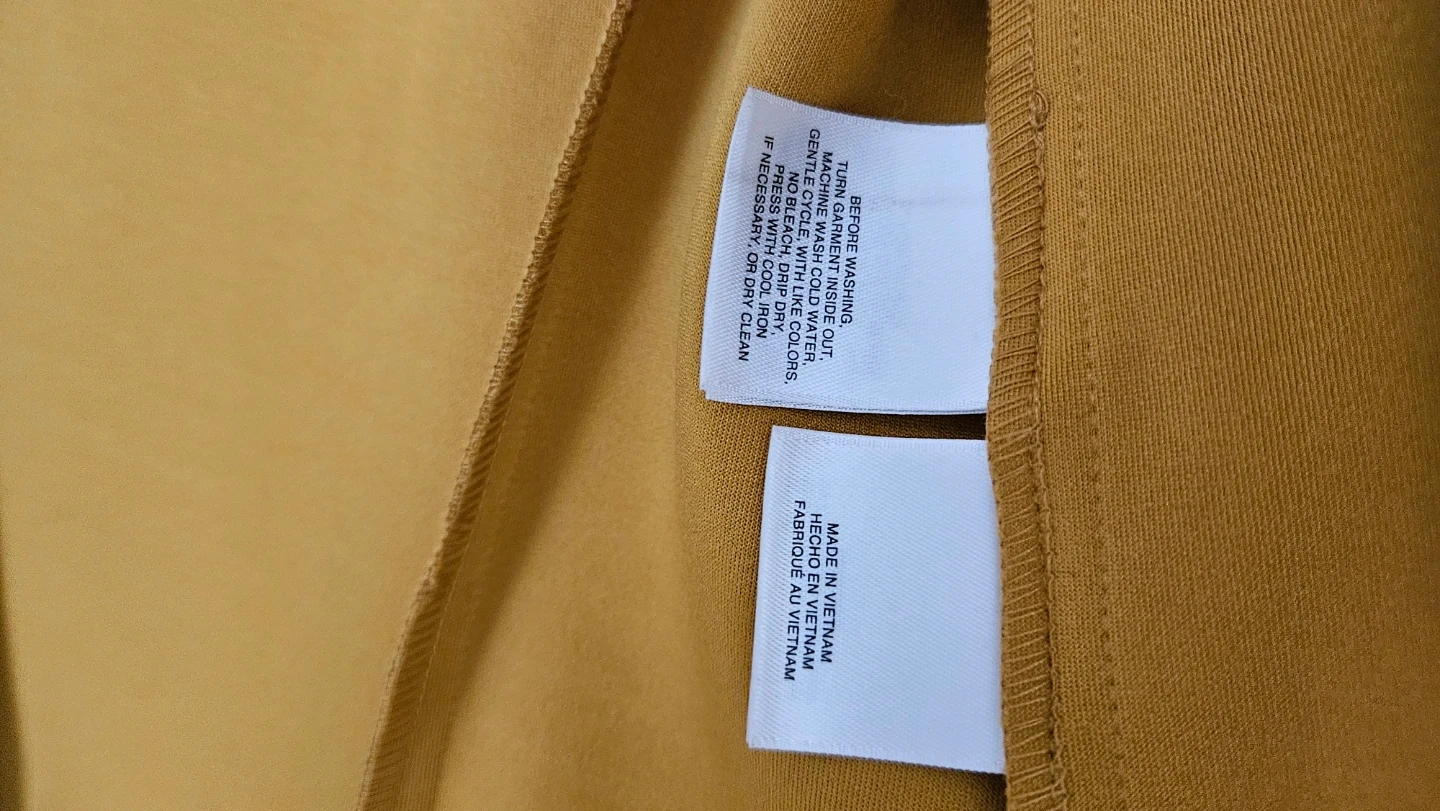 BEFORE WASHING,
TURN GARMENT INSIDE OUT,
MACHINE WASH COLD WATER,
GENTLE CYCLE, WITH LIKE COLORS,
NO BLEACH, DRIP DRY,
PRESS WITH COOL IRON
IF NECESSARY, OR DRY CLEAN
MADE IN VIETNAM
HECHO EN VIETNAM
FABRIQUÉ AU VIETNAM